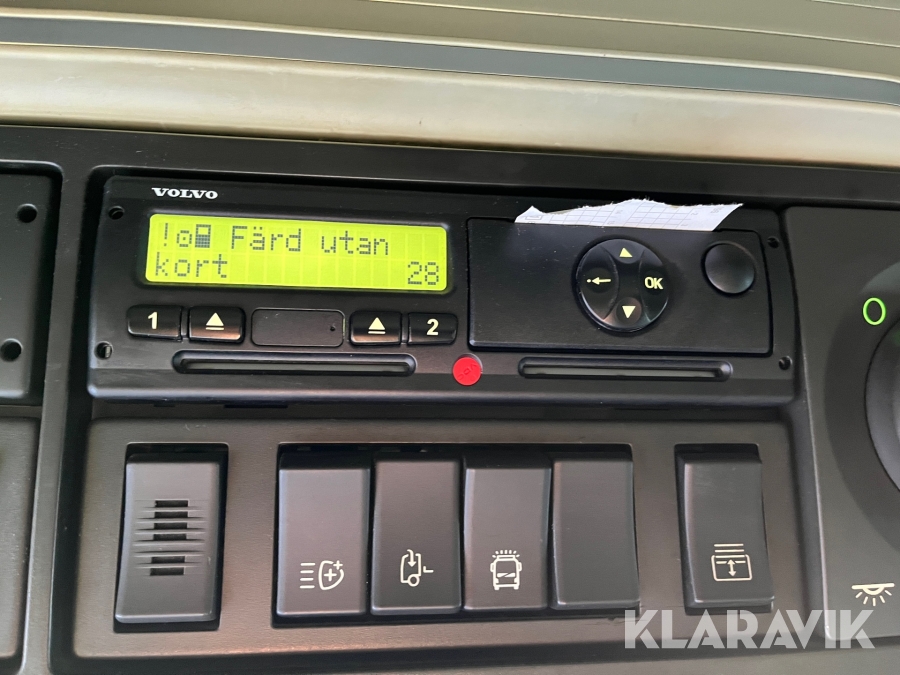 VOLVO
! Färd utan
kort 28
1 2
OK
KLARAVIK